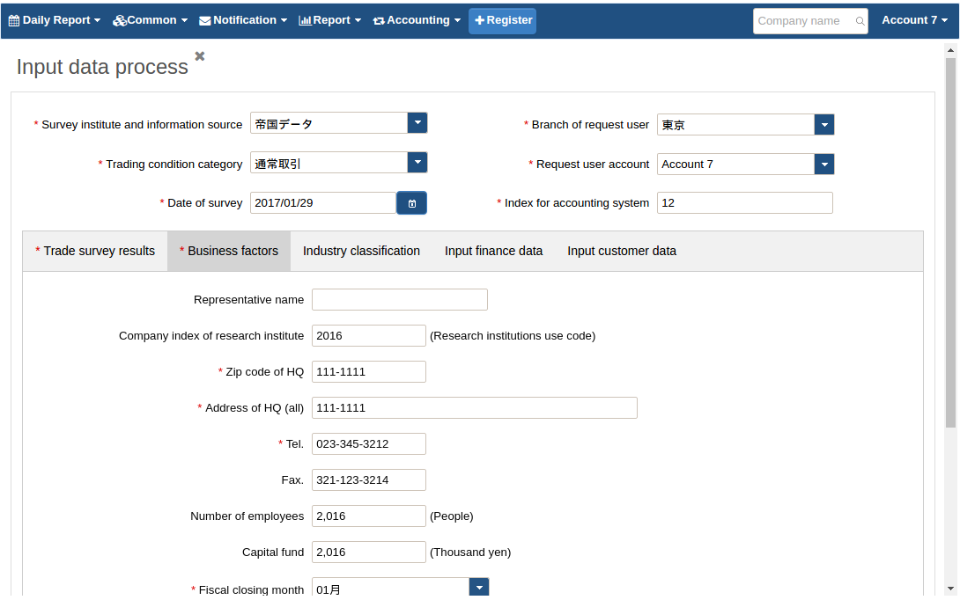 Daily Report Common Notification Report Accounting Register Company name Account 7
Input data process
* Survey institute and information source 帝国データ * Branch of request user 東京
* Trading condition category 通常取引 * Request user account Account 7
* Date of survey 2017/01/29 * Index for accounting system 12
* Trade survey results * Business factors Industry classification Input finance data Input customer data
Representative name
Company index of research institute 2016 (Research institutions use code)
* Zip code of HQ 111-1111
* Address of HQ (all) 111-1111
* Tel. 023-345-3212
Fax. 321-123-3214
Number of employees 2,016 (People)
Capital fund 2,016 (Thousand yen)
* Fiscal closing month 01月